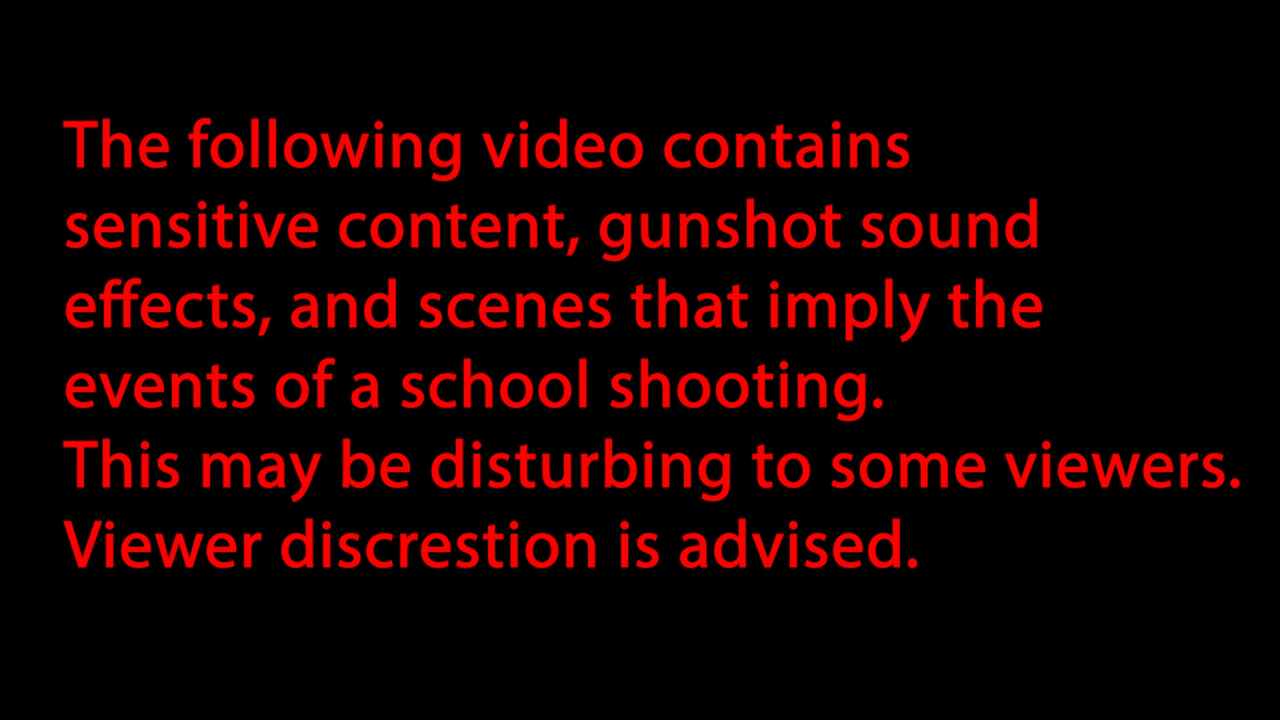 The following video contains
sensitive content, gunshot sound
effects, and scenes that imply the
events of a school shooting.
This may be disturbing to some viewers.
Viewer discrestion is advised.